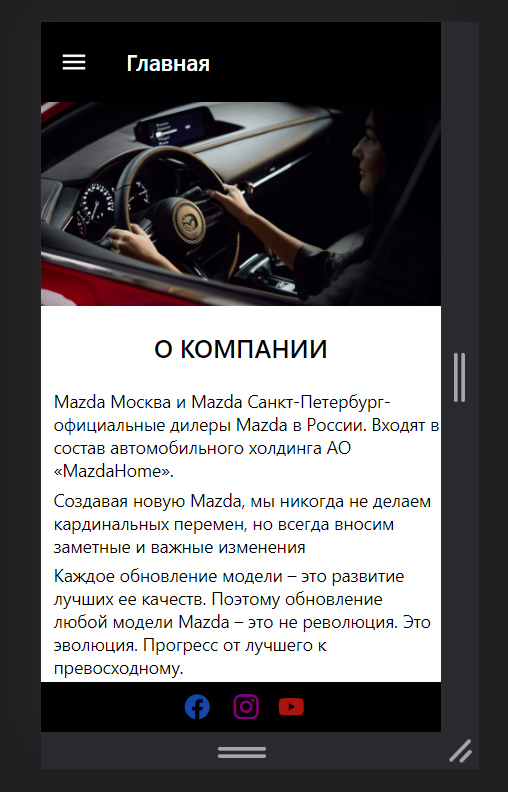 Главная
О КОМПАНИИ
Mazda Москва и Mazda Санкт-Петербург-
официальные дилеры Mazda в России. Входят в
состав автомобильного холдинга АО
«MazdaHome».
Создавая новую Mazda, мы никогда не делаем
кардинальных перемен, но всегда вносим
заметные и важные изменения
Каждое обновление модели – это развитие
лучших ее качеств. Поэтому обновление
любой модели Mazda – это не революция. Это
эволюция. Прогресс от лучшего к
превосходному.